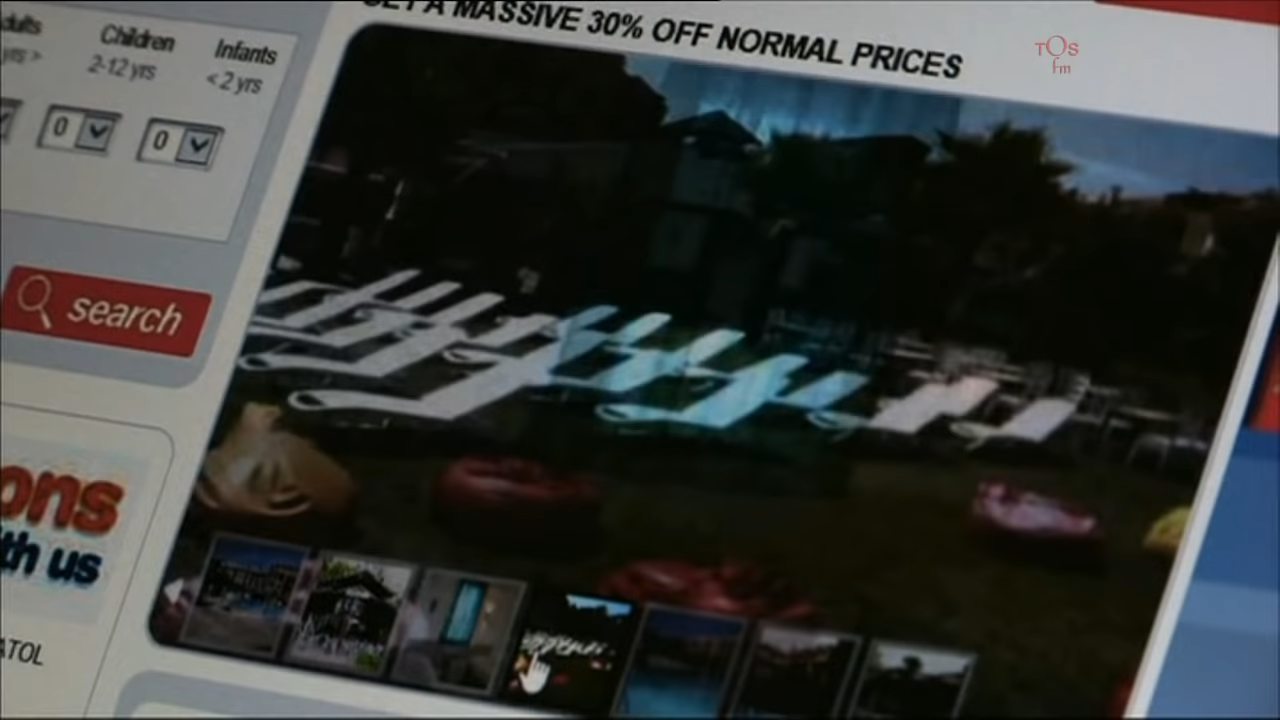 A MASSIVE 30% OFF NORMAL PRICES
TOS
fm
Children
Infants
2-12 yrs
< 2 yrs
yrs >
0
0
search
ons
th us
ATOL